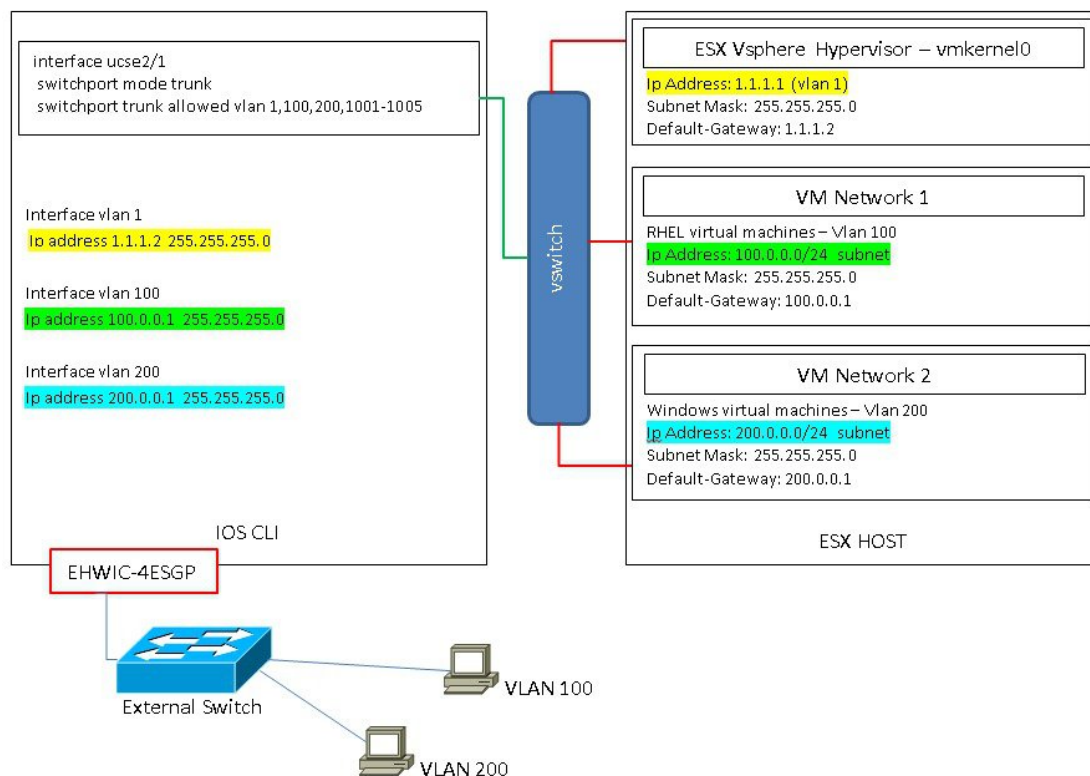 interface ucse2/1
switchport mode trunk
switchport trunk allowed vlan 1,100,200,1001-1005
Interface vlan 1
Ip address 1.1.1.2 255.255.255.0
Interface vlan 100
Ip address 100.0.0.1 255.255.255.0
Interface vlan 200
Ip address 200.0.0.1 255.255.255.0
IOS CLI
EHWIC-4ESGP
External Switch
VLAN 100
VLAN 200
vswitch
ESX Vsphere Hypervisor – vmkernel0
Ip Address: 1.1.1.1 (vlan 1)
Subnet Mask: 255.255.255.0
Default-Gateway: 1.1.1.2
VM Network 1
RHEL virtual machines – Vlan 100
Ip Address: 100.0.0.0/24 subnet
Subnet Mask: 255.255.255.0
Default-Gateway: 100.0.0.1
VM Network 2
Windows virtual machines – Vlan 200
Ip Address: 200.0.0.0/24 subnet
Subnet Mask: 255.255.255.0
Default-Gateway: 200.0.0.1
ESX HOST